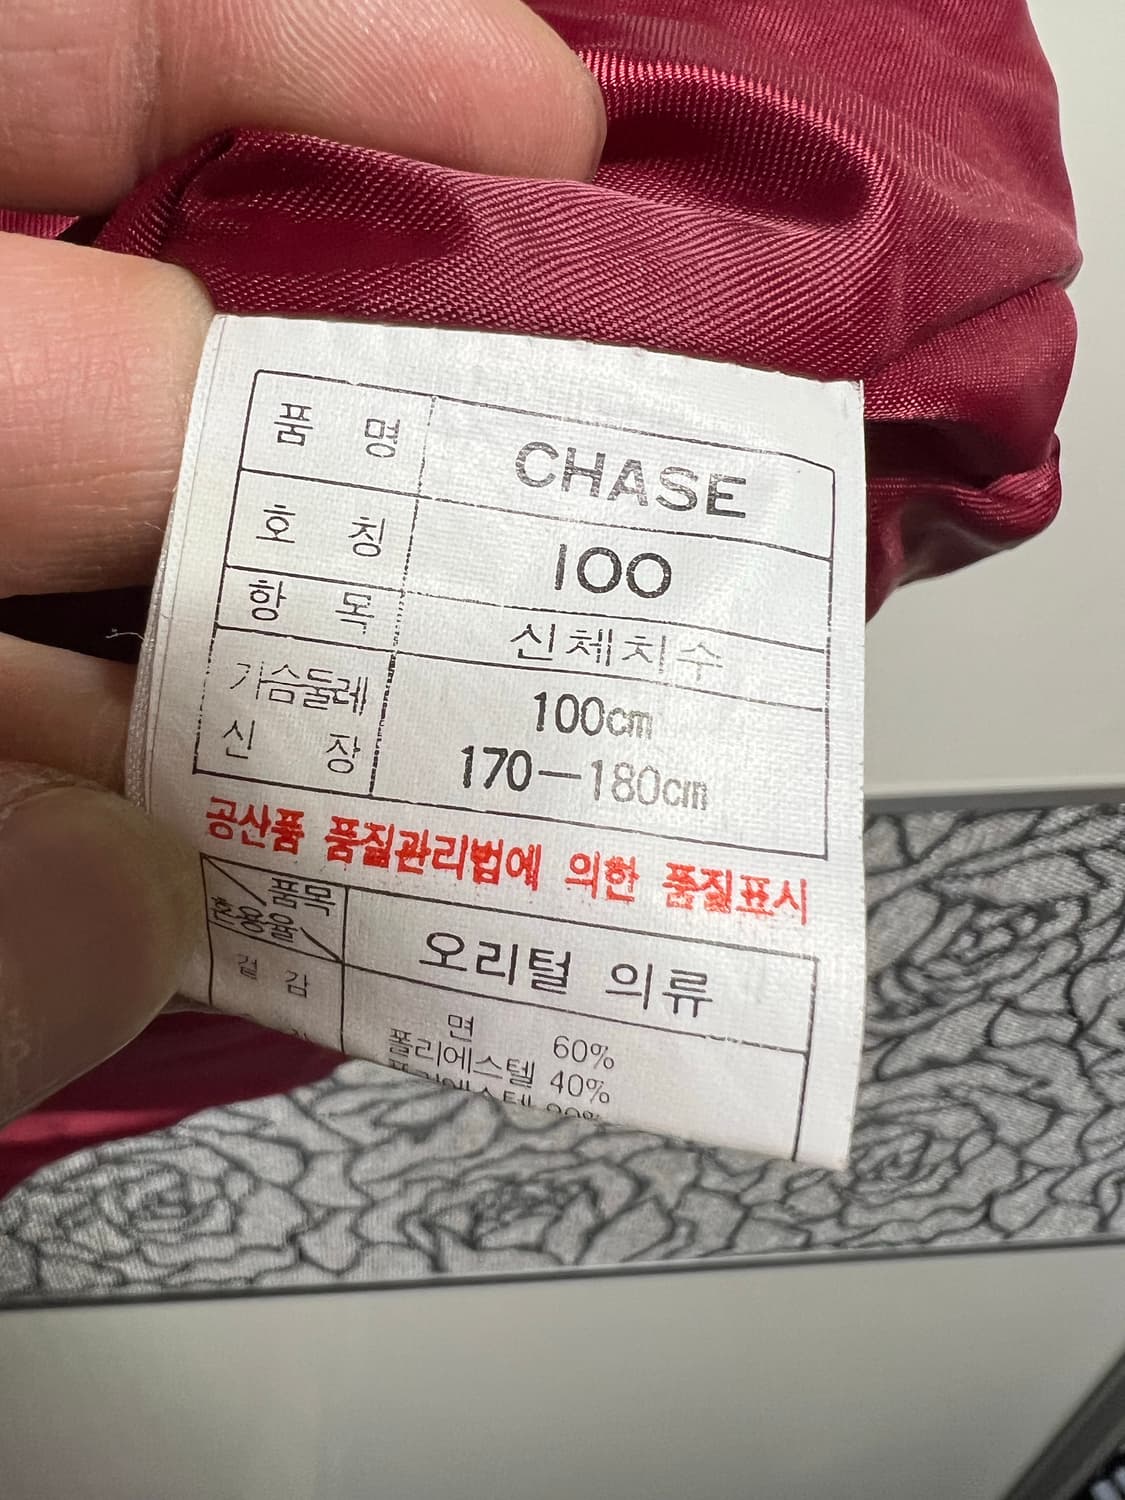 품 명 CHASE
호 칭 100
항 목 신체치수
가슴둘레 100cm
신 장 170-180cm
공산품 품질관리법에 의한 품질표시
품목
혼용율
오리털 의류
겉 감
면 60%
폴리에스텔 40%